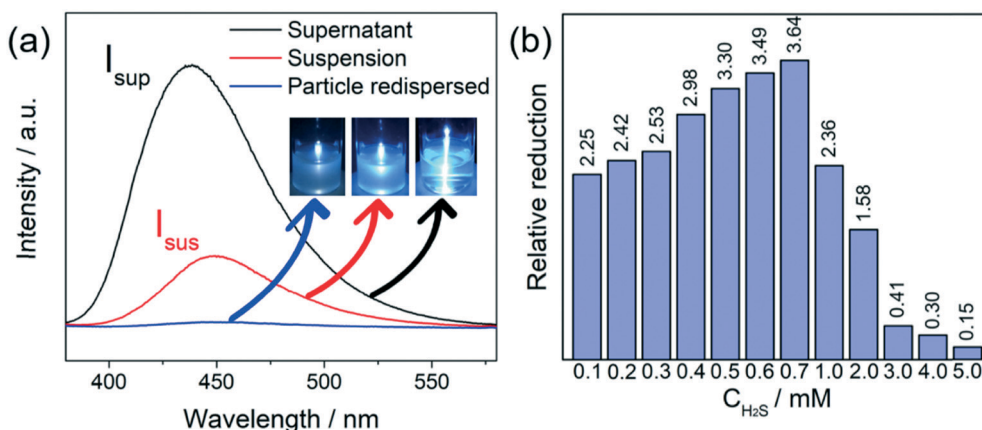 (a)
I sup
Supernatant
Suspension
Particle redispersed
I sus
Intensity / a.u.
400 450 500 550
Wavelength / nm
(b)
2.25 2.42 2.53 2.98 3.30 3.49 3.64 2.36 1.58 0.41 0.30 0.15
Relative reduction
0.1 0.2 0.3 0.4 0.5 0.6 0.7 1.0 2.0 3.0 4.0 5.0
C H₂S / mM